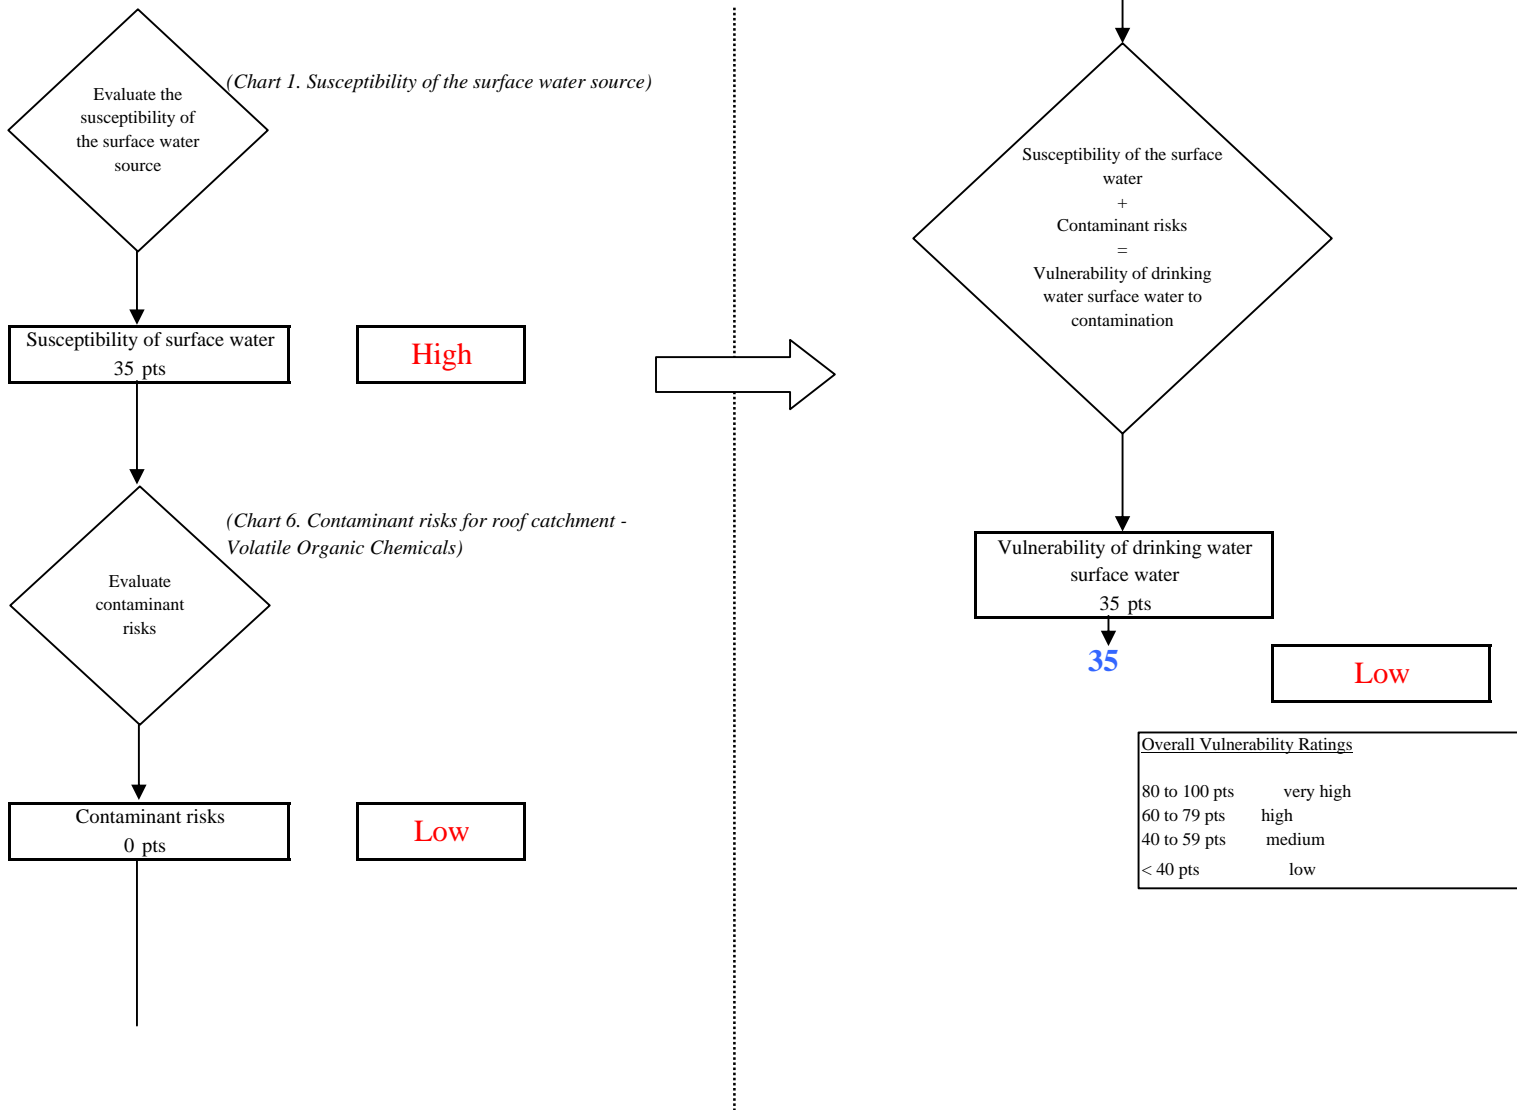 Evaluate the
susceptibility of
the surface water
source
(Chart 1. Susceptibility of the surface water source)
Susceptibility of surface water
35 pts
High
(Chart 6. Contaminant risks for roof catchment -
Volatile Organic Chemicals)
Evaluate
contaminant
risks
Contaminant risks
0 pts
Low
Susceptibility of the surface
water
+
Contaminant risks
=
Vulnerability of drinking
water surface water to
contamination
Vulnerability of drinking water
surface water
35 pts
35
Low
Overall Vulnerability Ratings
80 to 100 pts very high
60 to 79 pts high
40 to 59 pts medium
< 40 pts low